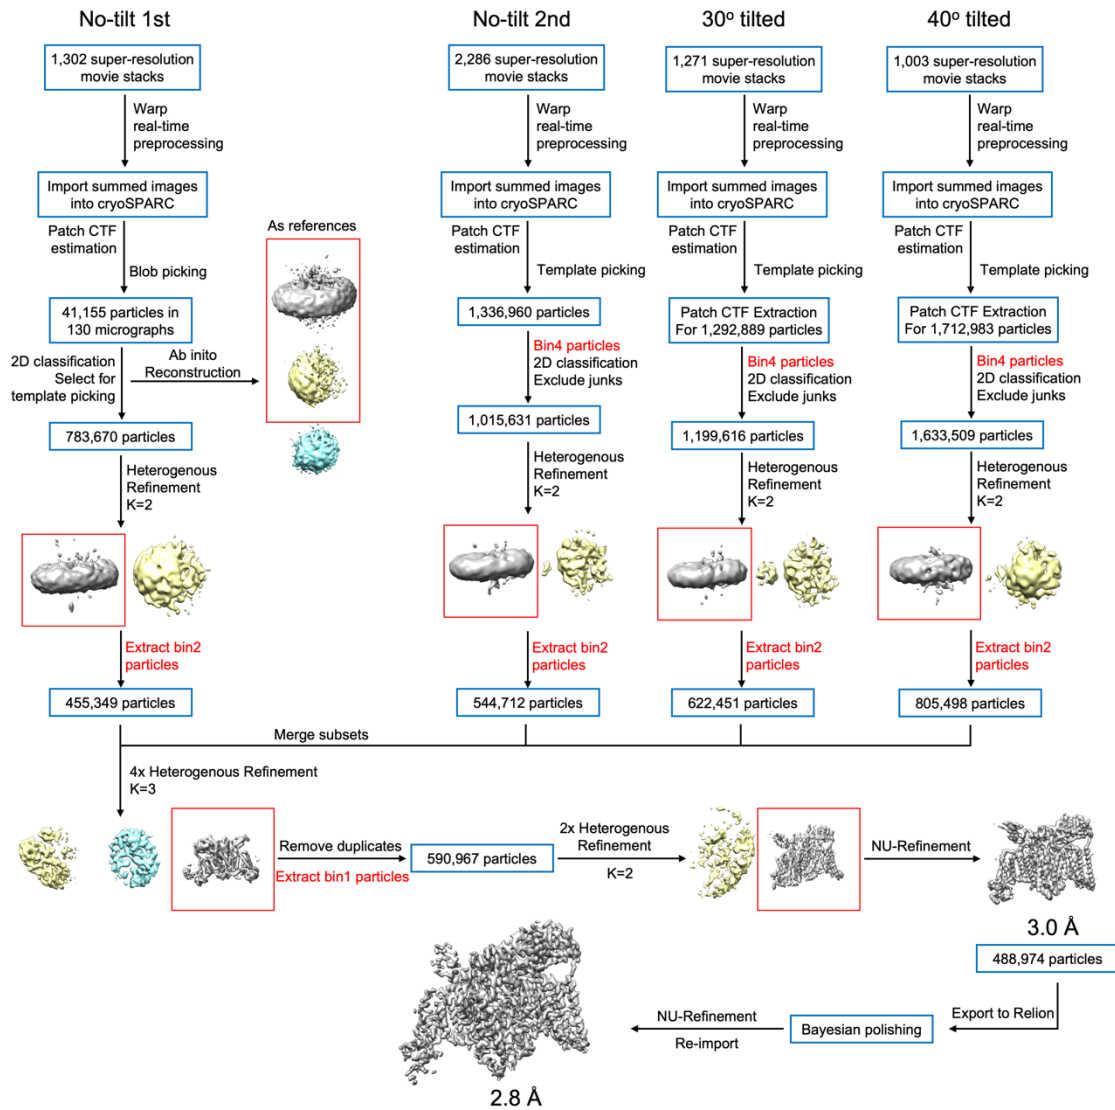 No-tilt 1st
1,302 super-resolution
movie stacks
Warp
real-time
preprocessing
Import summed images
into cryoSPARC
Patch CTF
estimation
Blob picking
41,155 particles in
130 micrographs
2D classification
Select for
template picking
Ab inito
Reconstruction
As references
783,670 particles
Heterogenous
Refinement
K=2
Extract bin2
particles
455,349 particles
No-tilt 2nd
2,286 super-resolution
movie stacks
Warp
real-time
preprocessing
Import summed images
into cryoSPARC
Patch CTF
estimation
Template picking
1,336,960 particles
Bin4 particles
2D classification
Exclude junks
1,015,631 particles
Heterogenous
Refinement
K=2
Extract bin2
particles
544,712 particles
30o tilted
1,271 super-resolution
movie stacks
Warp
real-time
preprocessing
Import summed images
into cryoSPARC
Patch CTF
estimation
Template picking
Patch CTF Extraction
For 1,292,889 particles
Bin4 particles
2D classification
Exclude junks
1,199,616 particles
Heterogenous
Refinement
K=2
Extract bin2
particles
622,451 particles
40o tilted
1,003 super-resolution
movie stacks
Warp
real-time
preprocessing
Import summed images
into cryoSPARC
Patch CTF
estimation
Template picking
Patch CTF Extraction
For 1,712,983 particles
Bin4 particles
2D classification
Exclude junks
1,633,509 particles
Heterogenous
Refinement
K=2
Extract bin2
particles
805,498 particles
Merge subsets
4x Heterogenous Refinement
K=3
Remove duplicates
Extract bin1 particles
590,967 particles
2x Heterogenous
Refinement
K=2
NU-Refinement
3.0 Å
488,974 particles
Export to Relion
Bayesian polishing
NU-Refinement
Re-import
2.8 Å